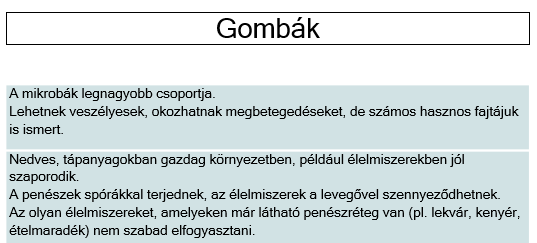 Gombák
A mikrobák legnagyobb csoportja.
Lehetnek veszélyesek, okozhatnak megbetegedéseket, de számos hasznos fajtájuk
is ismert.
Nedves, tápanyagokban gazdag környezetben, például élelmiszerekben jól
szaporodik.
A penészek spórákkal terjednek, az élelmiszerek a levegővel szennyeződhetnek.
Az olyan élelmiszereket, amelyeken már látható penészréteg van (pl. lekvár, kenyér,
ételmaradék) nem szabad elfogyasztani.